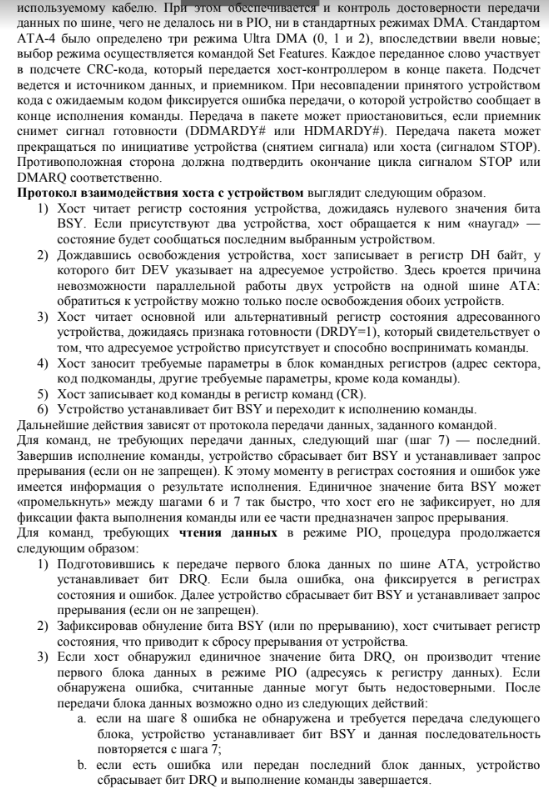 используемому кабелю. При этом обеспечивается и контроль достоверности передачи
данных по шине, чего не делалось ни в PIO, ни в стандартных режимах DMA. Стандартом
АТА-4 было определено три режима Ultra DMA (0, 1 и 2), впоследствии ввели новые;
выбор режима осуществляется командой Set Features. Каждое переданное слово участвует
в подсчете CRC-кода, который передается хост-контроллером в конце пакета. Подсчет
ведется и источником данных, и приемником. При несовпадении принятого устройством
кода с ожидаемым кодом фиксируется ошибка передачи, о которой устройство сообщает в
конце исполнения команды. Передача в пакете может приостановиться, если приемник
снимет сигнал готовности (DDMARDY# или HDMARDY#). Передача пакета может
прекращаться по инициативе устройства (снятием сигнала) или хоста (сигналом STOP).
Противоположная сторона должна подтвердить окончание цикла сигналом STOP или
DMARQ соответственно.
Протокол взаимодействия хоста с устройством выглядит следующим образом.
1) Хост читает регистр состояния устройства, дожидаясь нулевого значения бита
BSY. Если присутствуют два устройства, хост обращается к ним «наугад» —
состояние будет сообщаться последним выбранным устройством.
2) Дождавшись освобождения устройства, хост записывает в регистр DH байт, у
которого бит DEV указывает на адресуемое устройство. Здесь кроется причина
невозможности параллельной работы двух устройств на одной шине АТА:
обратиться к устройству можно только после освобождения обоих устройств.
3) Хост читает основной или альтернативный регистр состояния адресованного
устройства, дожидаясь признака готовности (DRDY=1), который свидетельствует о
том, что адресуемое устройство присутствует и способно воспринимать команды.
4) Хост заносит требуемые параметры в блок командных регистров (адрес сектора,
код подкоманды, другие требуемые параметры, кроме кода команды).
5) Хост записывает код команды в регистр команд (CR).
6) Устройство устанавливает бит BSY и переходит к исполнению команды.
Дальнейшие действия зависят от протокола передачи данных, заданного командой.
Для команд, не требующих передачи данных, следующий шаг (шаг 7) — последний.
Завершив исполнение команды, устройство сбрасывает бит BSY и устанавливает запрос
прерывания (если он не запрещен). К этому моменту в регистрах состояния и ошибок уже
имеется информация о результате исполнения. Единичное значение бита BSY может
«промелькнуть» между шагами 6 и 7 так быстро, что хост его не зафиксирует, но для
фиксации факта выполнения команды или ее части предназначен запрос прерывания.
Для команд, требующих чтения данных в режиме PIO, процедура продолжается
следующим образом:
1) Подготовившись к передаче первого блока данных по шине АТА, устройство
устанавливает бит DRQ. Если была ошибка, она фиксируется в регистрах
состояния и ошибок. Далее устройство сбрасывает бит BSY и устанавливает запрос
прерывания (если он не запрещен).
2) Зафиксировав обнуление бита BSY (или по прерыванию), хост считывает регистр
состояния, что приводит к сбросу прерывания от устройства.
3) Если хост обнаружил единичное значение бита DRQ, он производит чтение
первого блока данных в режиме PIO (адресуясь к регистру данных). Если
обнаружена ошибка, считанные данные могут быть недостоверными. После
передачи блока данных возможно одно из следующих действий:
a. если на шаге 8 ошибка не обнаружена и требуется передача следующего
блока, устройство устанавливает бит BSY и данная последовательность
повторяется с шага 7;
b. если есть ошибка или передан последний блок данных, устройство
сбрасывает бит DRQ и выполнение команды завершается.